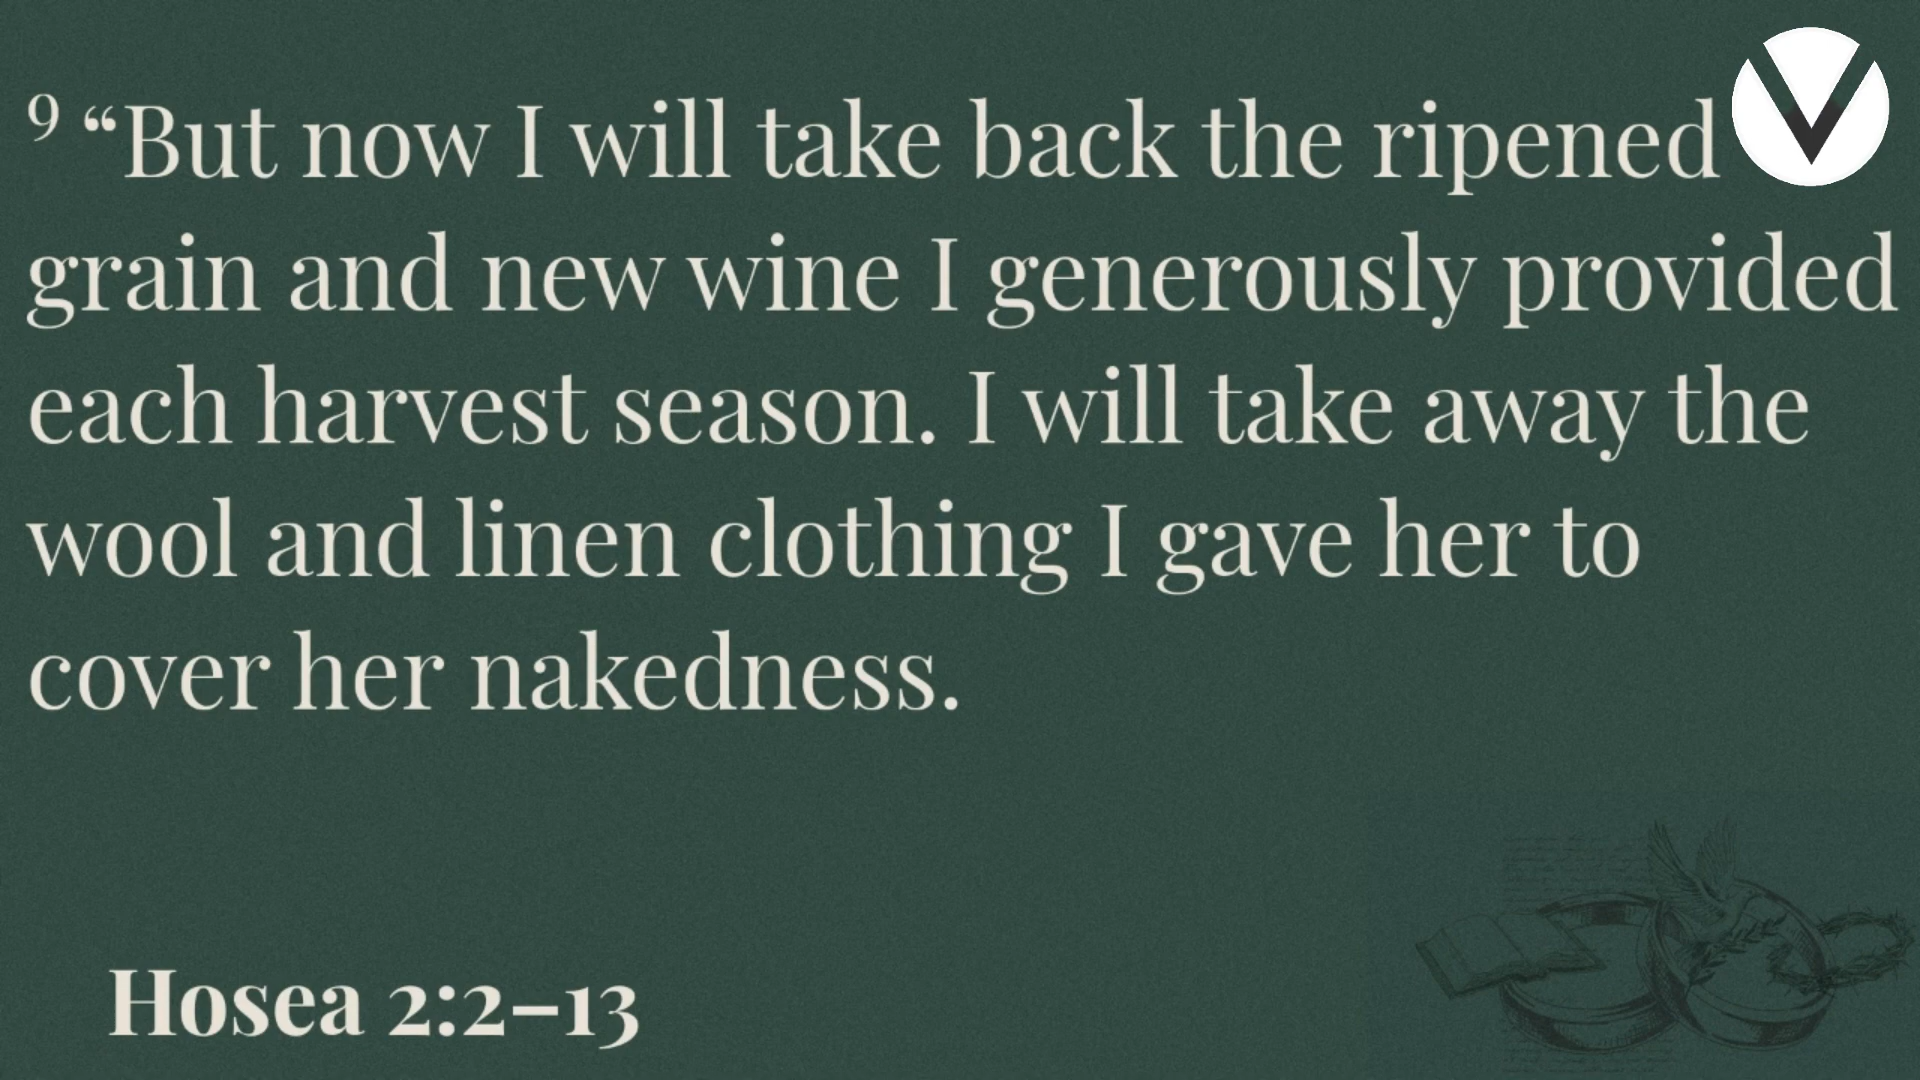 9 “But now I will take back the ripened
grain and new wine I generously provided
each harvest season. I will take away the
wool and linen clothing I gave her to
cover her nakedness.
Hosea 2:2–13